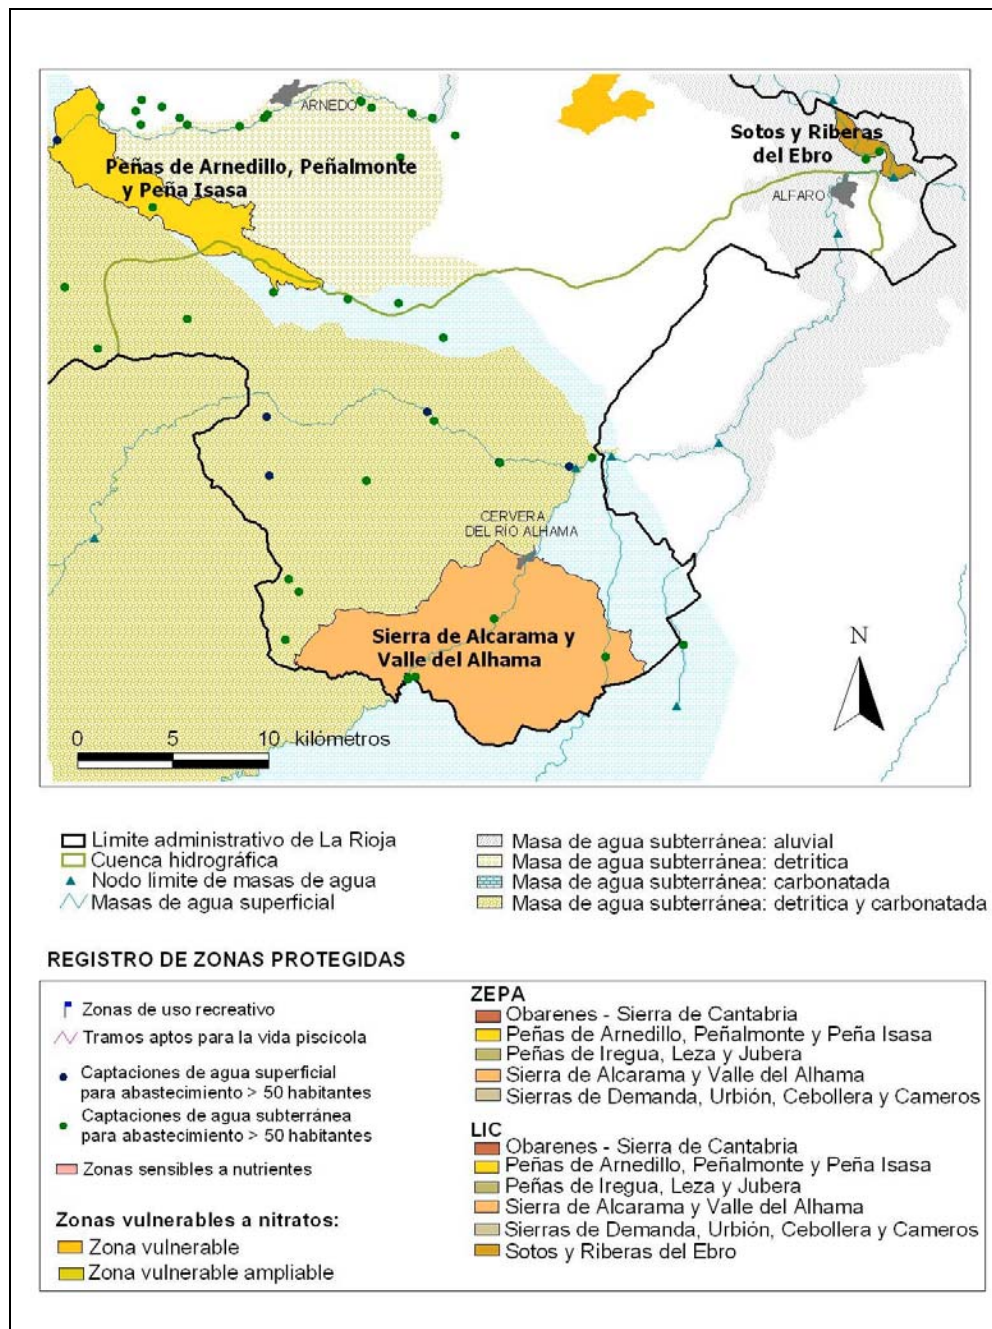 ARNEDO
Peñas de Arnedillo, Peñalmonte
y Peña Isasa
Sotos y Riberas
del Ebro
ALFARO
CERVERA
DEL RÍO ALHAMA
Sierra de Alcarama y
Valle del Alhama
N
0 5 10 kilómetros
Límite administrativo de La Rioja
Cuenca hidrográfica
Nodo límite de masas de agua
Masas de agua superficial
Masa de agua subterránea: aluvial
Masa de agua subterránea: detrítica
Masa de agua subterránea: carbonatada
Masa de agua subterránea: detrítica y carbonatada
REGISTRO DE ZONAS PROTEGIDAS
Zonas de uso recreativo
Tramos aptos para la vida piscícola
Captaciones de agua superficial
para abastecimiento > 50 habitantes
Captaciones de agua subterránea
para abastecimiento > 50 habitantes
Zonas sensibles a nutrientes
Zonas vulnerables a nitratos:
Zona vulnerable
Zona vulnerable ampliable
ZEPA
Obarenes - Sierra de Cantabria
Peñas de Arnedillo, Peñalmonte y Peña Isasa
Peñas de Iregua, Leza y Jubera
Sierra de Alcarama y Valle del Alhama
Sierras de Demanda, Urbión, Cebollera y Cameros
LIC
Obarenes - Sierra de Cantabria
Peñas de Arnedillo, Peñalmonte y Peña Isasa
Peñas de Iregua, Leza y Jubera
Sierra de Alcarama y Valle del Alhama
Sierras de Demanda, Urbión, Cebollera y Cameros
Sotos y Riberas del Ebro